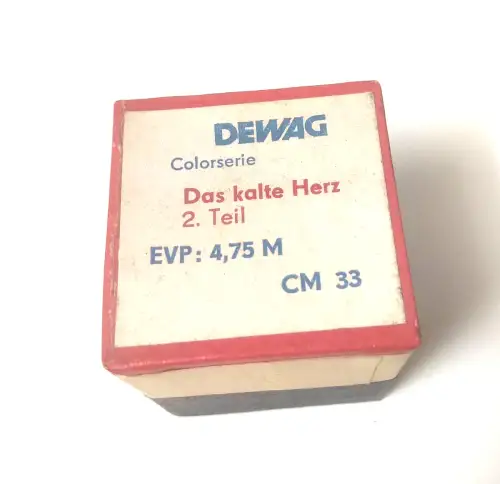 DEWAG
Colorserie
Das kalte Herz
2. Teil
EVP: 4,75 M
CM 33